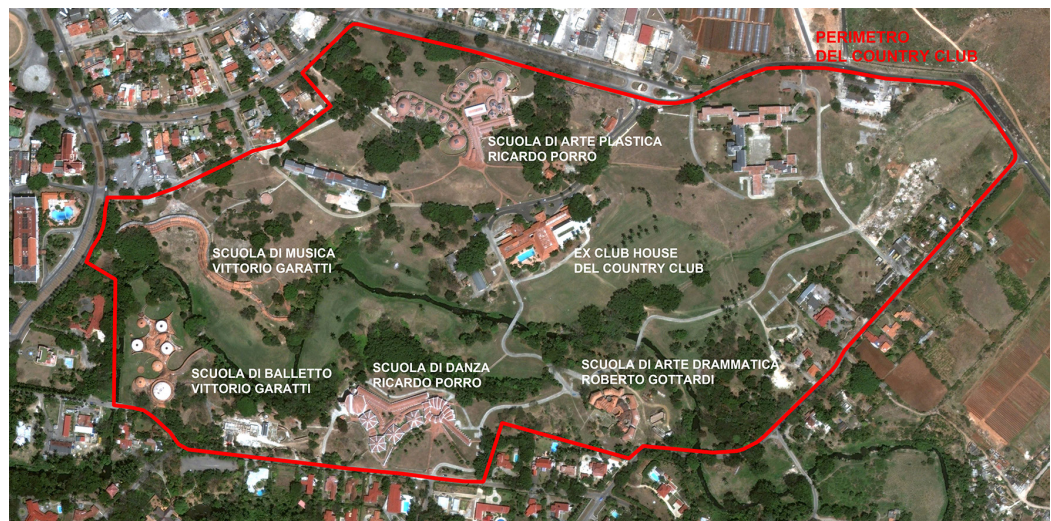 PERIMETRO
DEL COUNTRY CLUB
SCUOLA DI ARTE PLASTICA
RICARDO PORRO
SCUOLA DI MUSICA
VITTORIO GARATTI
EX CLUB HOUSE
DEL COUNTRY CLUB
SCUOLA DI BALLETTO
VITTORIO GARATTI
SCUOLA DI DANZA
RICARDO PORRO
SCUOLA DI ARTE DRAMMATICA
ROBERTO GOTTARDI